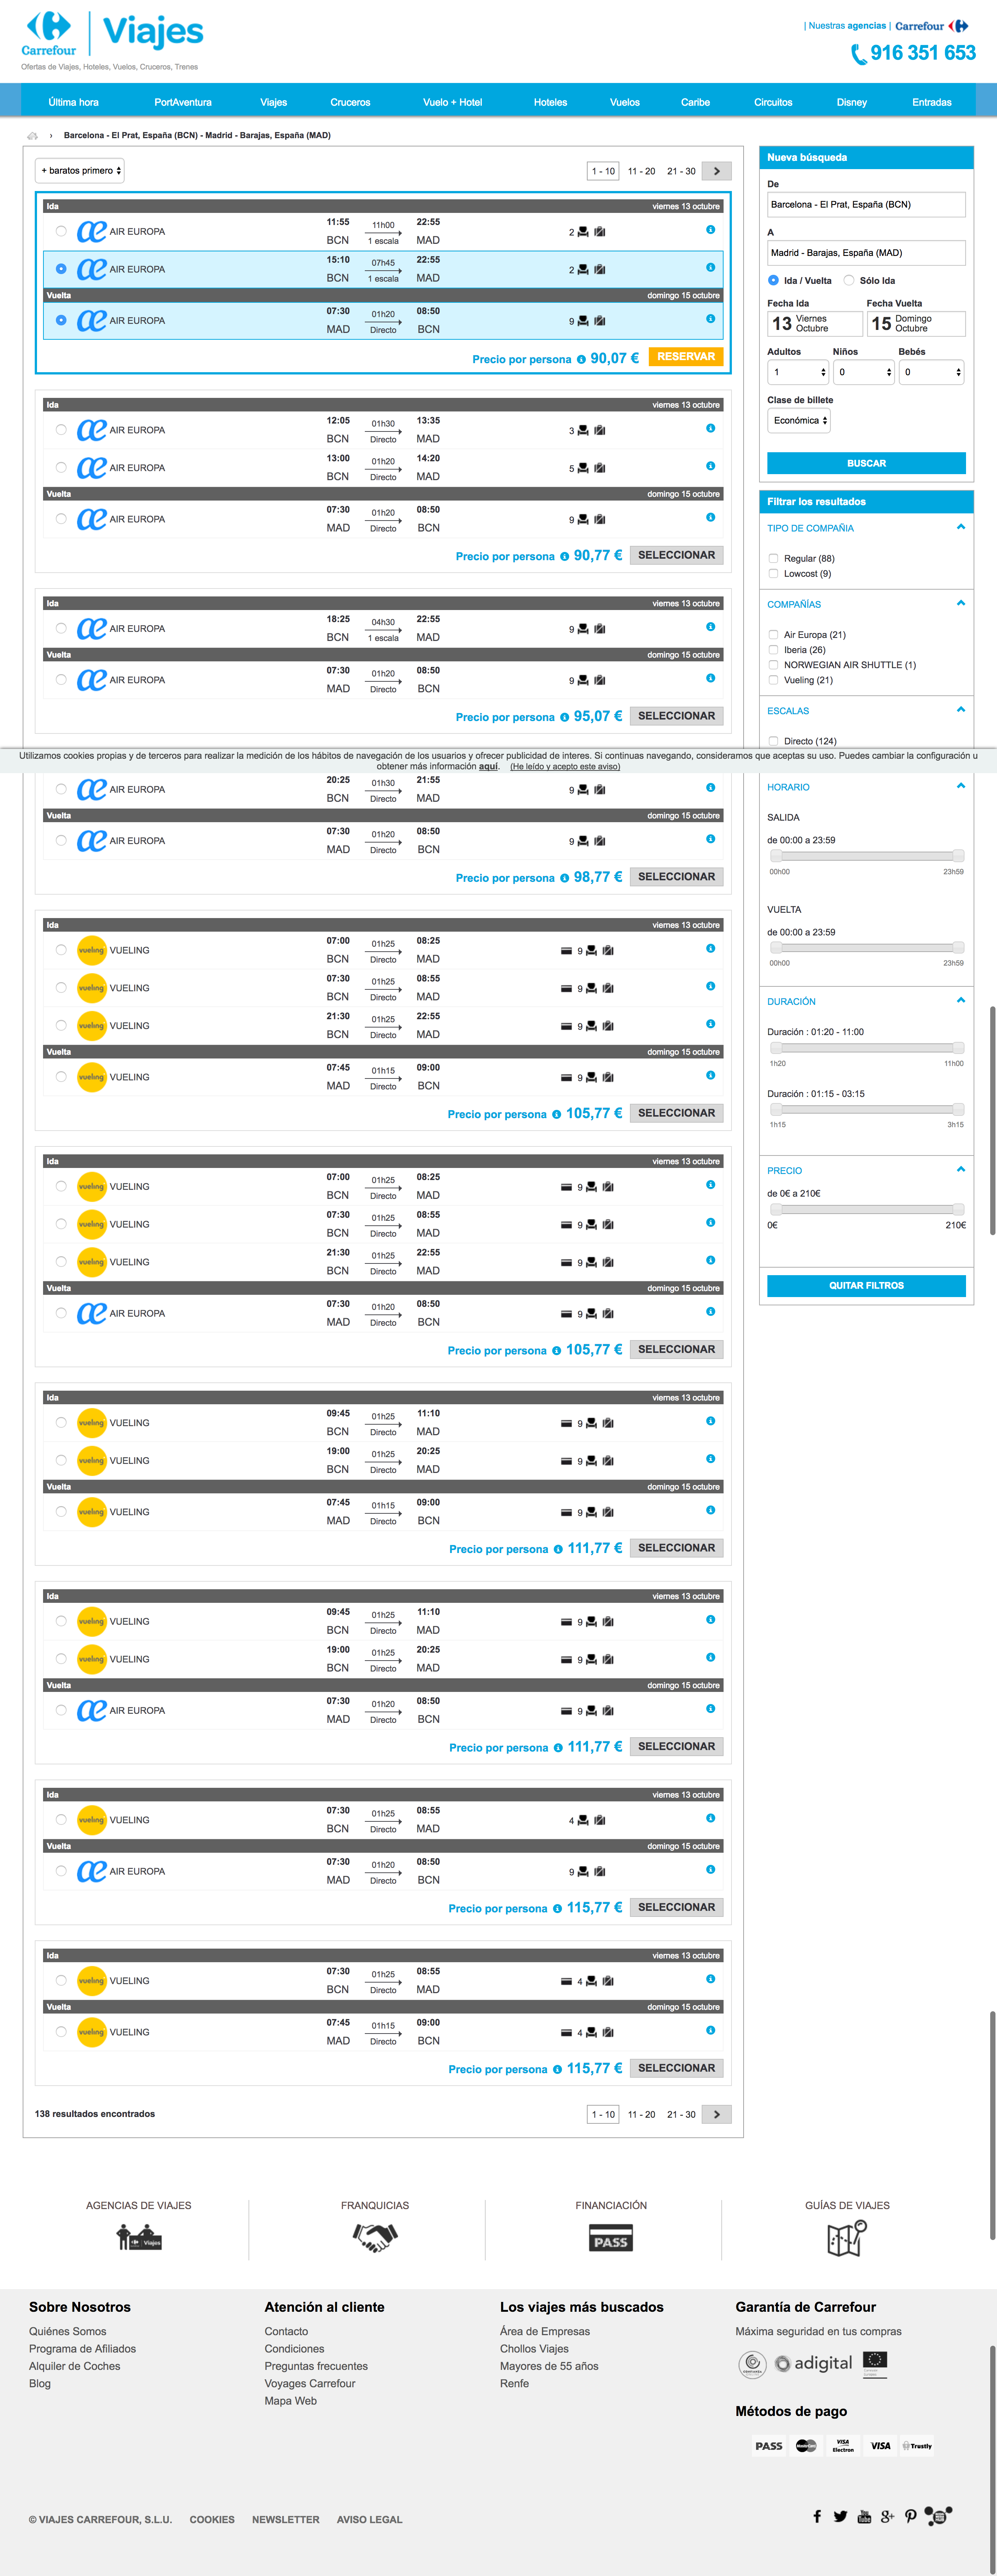 Carrefour
Viajes
Ofertas de Viajes, Hoteles, Vuelos, Cruceros, Trenes
| Nuestras agencias | Carrefour
916 351 653
Última hora PortAventura Viajes Cruceros Vuelo + Hotel Hoteles Vuelos Caribe Circuitos Disney Entradas
› Barcelona - El Prat, España (BCN) - Madrid - Barajas, España (MAD)
+ baratos primero
1 - 10 11 - 20 21 - 30
Ida viernes 13 octubre
AIR EUROPA 11:55 11h00 22:55
BCN 1 escala MAD 2
AIR EUROPA 15:10 07h45 22:55
BCN 1 escala MAD 2
Vuelta domingo 15 octubre
AIR EUROPA 07:30 01h20 08:50
MAD Directo BCN 9
Precio por persona 90,07 € RESERVAR
Ida viernes 13 octubre
AIR EUROPA 12:05 01h30 13:35
BCN Directo MAD 3
AIR EUROPA 13:00 01h20 14:20
BCN Directo MAD 5
Vuelta domingo 15 octubre
AIR EUROPA 07:30 01h20 08:50
MAD Directo BCN 9
Precio por persona 90,77 € SELECCIONAR
Ida viernes 13 octubre
AIR EUROPA 18:25 04h30 22:55
BCN 1 escala MAD 9
Vuelta domingo 15 octubre
AIR EUROPA 07:30 01h20 08:50
MAD Directo BCN 9
Precio por persona 95,07 € SELECCIONAR
Utilizamos cookies propias y de terceros para realizar la medición de los hábitos de navegación de los usuarios y ofrecer publicidad de interes. Si continuas navegando, consideramos que aceptas su uso. Puedes cambiar la configuración u
obtener más información aquí. (He leído y acepto este aviso)
AIR EUROPA 20:25 01h30 21:55
BCN Directo MAD 9
Vuelta domingo 15 octubre
AIR EUROPA 07:30 01h20 08:50
MAD Directo BCN 9
Precio por persona 98,77 € SELECCIONAR
Ida viernes 13 octubre
vueling VUELING 07:00 01h25 08:25
BCN Directo MAD 9
vueling VUELING 07:30 01h25 08:55
BCN Directo MAD 9
vueling VUELING 21:30 01h25 22:55
BCN Directo MAD 9
Vuelta domingo 15 octubre
vueling VUELING 07:45 01h15 09:00
MAD Directo BCN 9
Precio por persona 105,77 € SELECCIONAR
Ida viernes 13 octubre
vueling VUELING 07:00 01h25 08:25
BCN Directo MAD 9
vueling VUELING 07:30 01h25 08:55
BCN Directo MAD 9
vueling VUELING 21:30 01h25 22:55
BCN Directo MAD 9
Vuelta domingo 15 octubre
AIR EUROPA 07:30 01h20 08:50
MAD Directo BCN 9
Precio por persona 105,77 € SELECCIONAR
Ida viernes 13 octubre
vueling VUELING 09:45 01h25 11:10
BCN Directo MAD 9
vueling VUELING 19:00 01h25 20:25
BCN Directo MAD 9
Vuelta domingo 15 octubre
vueling VUELING 07:45 01h15 09:00
MAD Directo BCN 9
Precio por persona 111,77 € SELECCIONAR
Ida viernes 13 octubre
vueling VUELING 09:45 01h25 11:10
BCN Directo MAD 9
vueling VUELING 19:00 01h25 20:25
BCN Directo MAD 9
Vuelta domingo 15 octubre
AIR EUROPA 07:30 01h20 08:50
MAD Directo BCN 9
Precio por persona 111,77 € SELECCIONAR
Ida viernes 13 octubre
vueling VUELING 07:30 01h25 08:55
BCN Directo MAD 4
Vuelta domingo 15 octubre
AIR EUROPA 07:30 01h20 08:50
MAD Directo BCN 9
Precio por persona 115,77 € SELECCIONAR
Ida viernes 13 octubre
vueling VUELING 07:30 01h25 08:55
BCN Directo MAD 4
Vuelta domingo 15 octubre
vueling VUELING 07:45 01h15 09:00
MAD Directo BCN 4
Precio por persona 115,77 € SELECCIONAR
138 resultados encontrados 1 - 10 11 - 20 21 - 30
Nueva búsqueda
De
Barcelona - El Prat, España (BCN)
A
Madrid - Barajas, España (MAD)
Ida / Vuelta Sólo Ida
Fecha Ida Fecha Vuelta
13 Viernes Octubre 15 Domingo Octubre
Adultos Niños Bebés
1 0 0
Clase de billete
Económica
BUSCAR
Filtrar los resultados
TIPO DE COMPAÑIA
Regular (88)
Lowcost (9)
COMPAÑÍAS
Air Europa (21)
Iberia (26)
NORWEGIAN AIR SHUTTLE (1)
Vueling (21)
ESCALAS
Directo (124)
HORARIO
SALIDA
de 00:00 a 23:59
00h00 23h59
VUELTA
de 00:00 a 23:59
00h00 23h59
DURACIÓN
Duración : 01:20 - 11:00
1h20 11h00
Duración : 01:15 - 03:15
1h15 3h15
PRECIO
de 0€ a 210€
0€ 210€
QUITAR FILTROS
AGENCIAS DE VIAJES FRANQUICIAS FINANCIACIÓN GUÍAS DE VIAJES
Viajes PASS
Sobre Nosotros
Quiénes Somos
Programa de Afiliados
Alquiler de Coches
Blog
Atención al cliente
Contacto
Condiciones
Preguntas frecuentes
Voyages Carrefour
Mapa Web
Los viajes más buscados
Área de Empresas
Chollos Viajes
Mayores de 55 años
Renfe
Garantía de Carrefour
Máxima seguridad en tus compras
adigital
Métodos de pago
PASS MasterCard VISA Electron VISA Trustly
© VIAJES CARREFOUR, S.L.U. COOKIES NEWSLETTER AVISO LEGAL